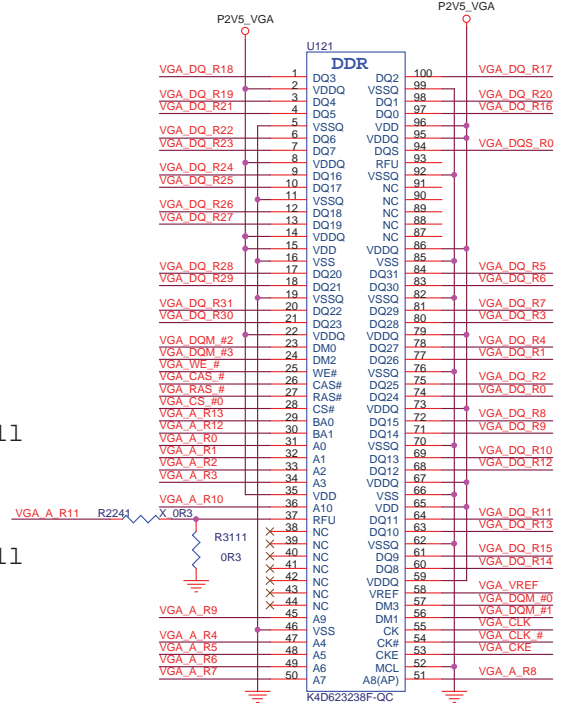 P2V5_VGA
P2V5_VGA
U121
DDR
VGA_DQ_R18 1 DQ3 DQ2 100 VGA_DQ_R17
2 VDDQ VSSQ 99
VGA_DQ_R19 3 DQ4 DQ1 98 VGA_DQ_R20
VGA_DQ_R21 4 DQ5 DQ0 97 VGA_DQ_R16
5 VSSQ VDD 96
VGA_DQ_R22 6 DQ6 VDDQ 95
VGA_DQ_R23 7 DQ7 DQS 94 VGA_DQS_R0
8 VDDQ RFU 93
VGA_DQ_R24 9 DQ16 VSSQ 92
VGA_DQ_R25 10 DQ17 NC 91
11 VSSQ NC 90
VGA_DQ_R26 12 DQ18 NC 89
VGA_DQ_R27 13 DQ19 NC 88
14 VDDQ NC 87
15 VDD VDDQ 86
16 VSS VSS 85
VGA_DQ_R28 17 DQ20 DQ31 84 VGA_DQ_R5
VGA_DQ_R29 18 DQ21 DQ30 83 VGA_DQ_R6
19 VSSQ VSSQ 82
VGA_DQ_R31 20 DQ22 DQ29 81 VGA_DQ_R7
VGA_DQ_R30 21 DQ23 DQ28 80 VGA_DQ_R3
22 VDDQ VDDQ 79
VGA_DQM_#2 23 DM0 DQ27 78 VGA_DQ_R4
VGA_DQM_#3 24 DM2 DQ26 77 VGA_DQ_R1
VGA_WE_# 25 WE# VSSQ 76
VGA_CAS_# 26 CAS# DQ25 75 VGA_DQ_R2
VGA_RAS_# 27 RAS# DQ24 74 VGA_DQ_R0
VGA_CS_#0 28 CS# VDDQ 73
VGA_A_R13 29 BA0 DQ15 72 VGA_DQ_R8
VGA_A_R12 30 BA1 DQ14 71 VGA_DQ_R9
VGA_A_R0 31 A0 VSSQ 70
VGA_A_R1 32 A1 DQ13 69 VGA_DQ_R10
VGA_A_R2 33 A2 DQ12 68 VGA_DQ_R12
VGA_A_R3 34 A3 VDDQ 67
35 VDD VSS 66
VGA_A_R10 36 A10 VDD 65
VGA_A_R11 R2241 X_0R3 37 RFU DQ11 64 VGA_DQ_R11
38 NC DQ10 63 VGA_DQ_R13
R3111 39 NC VSSQ 62
40 NC DQ9 61 VGA_DQ_R15
0R3 41 NC DQ8 60 VGA_DQ_R14
42 NC VDDQ 59
43 NC VREF 58 VGA_VREF
44 NC DM3 57 VGA_DQM_#0
VGA_A_R9 45 A9 DM1 56 VGA_DQM_#1
46 VSS CK 55 VGA_CLK
VGA_A_R4 47 A4 CK# 54 VGA_CLK_#
VGA_A_R5 48 A5 CKE 53 VGA_CKE
VGA_A_R6 49 A6 MCL 52
VGA_A_R7 50 A7 A8(AP) 51 VGA_A_R8
K4D623238F-QC